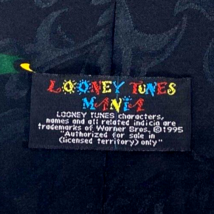 LOONEY TUNES
MANIA
LOONEY TUNES characters,
names and all related indicia are
trademarks of Warner Bros. ©1995
"Authorized for sale in
(licensed territory) only"